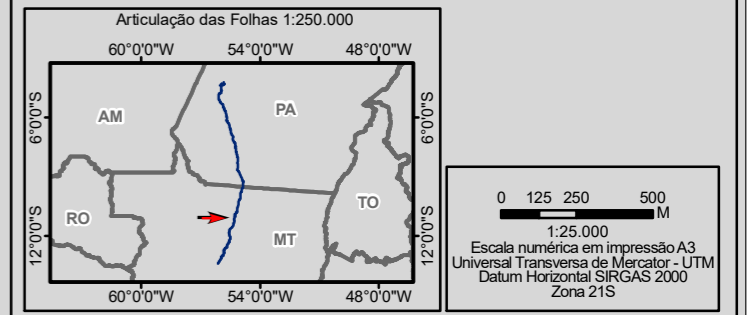 Articulação das Folhas 1:250.000
60°0'0"W 54°0'0"W 48°0'0"W
6°0'0"S 6°0'0"S
AM PA
RO MT TO
12°0'0"S 12°0'0"S
60°0'0"W 54°0'0"W 48°0'0"W
0 125 250 500
M
1:25.000
Escala numérica em impressão A3
Universal Transversa de Mercator - UTM
Datum Horizontal SIRGAS 2000
Zona 21S